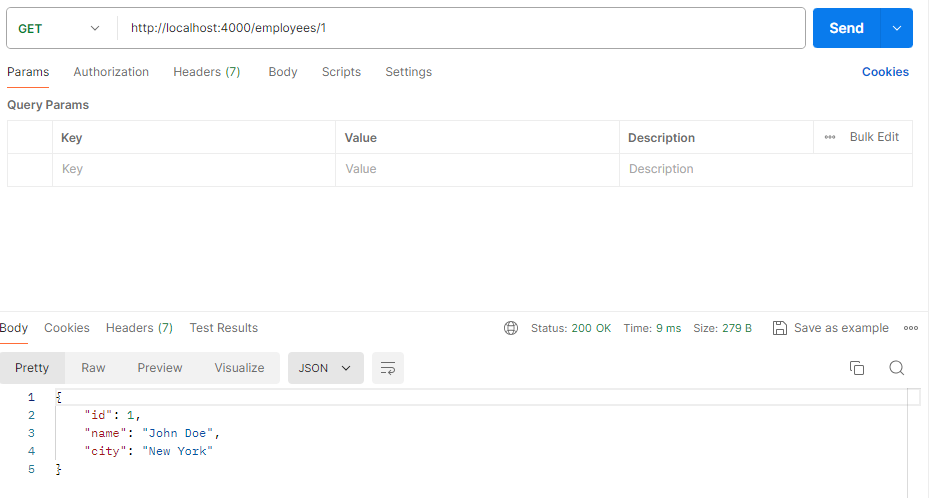 GET http://localhost:4000/employees/1 Send
Params Authorization Headers (7) Body Scripts Settings Cookies
Query Params
Key Value Description Bulk Edit
Key Value Description
Body Cookies Headers (7) Test Results Status: 200 OK Time: 9 ms Size: 279 B Save as example
Pretty Raw Preview Visualize JSON
1 {
2 "id": 1,
3 "name": "John Doe",
4 "city": "New York"
5 }